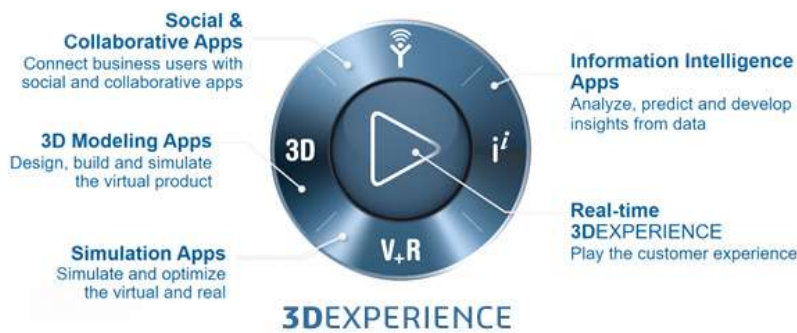 Social &
Collaborative Apps
Connect business users with
social and collaborative apps
3D Modeling Apps
Design, build and simulate
the virtual product
Simulation Apps
Simulate and optimize
the virtual and real
3D
i^i
V+R
Information Intelligence
Apps
Analyze, predict and develop
insights from data
Real-time
3DEXPERIENCE
Play the customer experience
3DEXPERIENCE